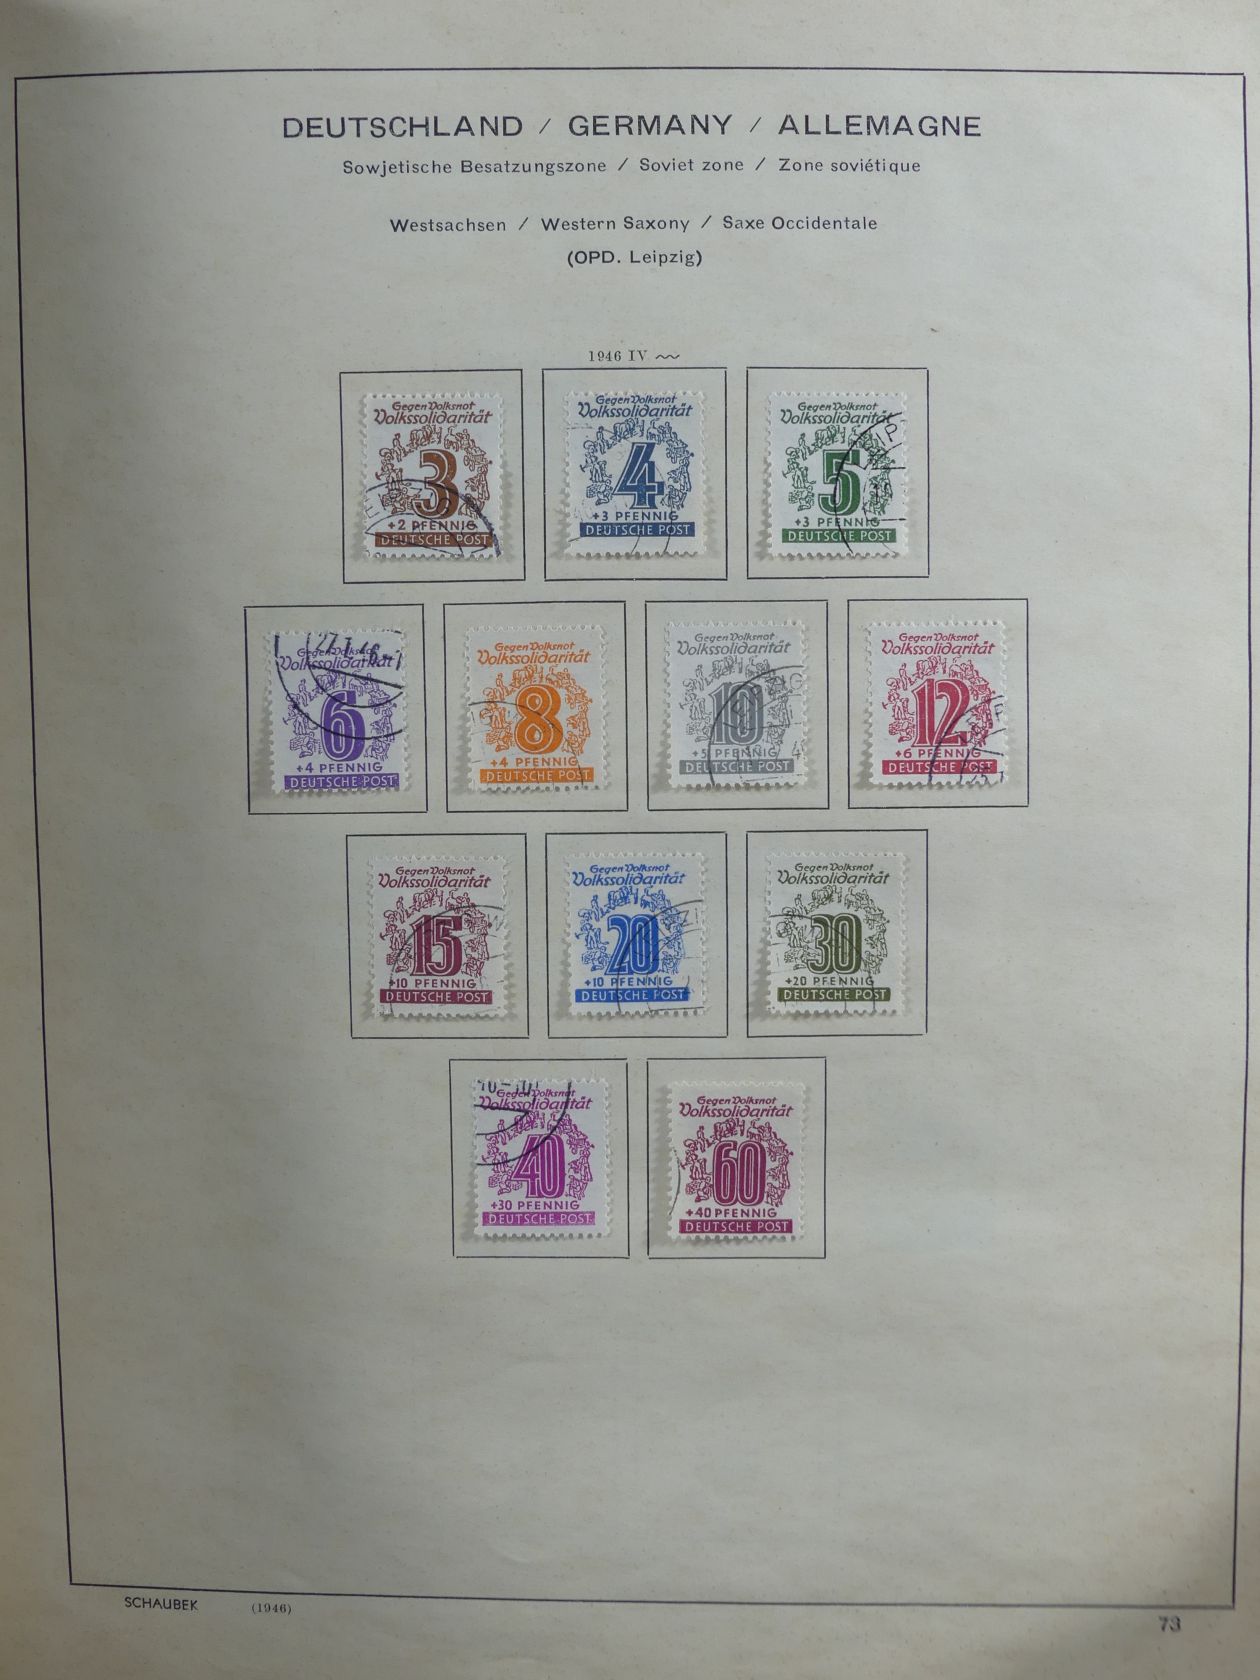 DEUTSCHLAND / GERMANY / ALLEMAGNE
Sowjetische Besatzungszone / Soviet zone / Zone soviétique
Westsachsen / Western Saxony / Saxe Occidentale
(OPD. Leipzig)
1946 IV
Gegen Volksnot
Volkssolidarität
3
+2 PFENNIG
DEUTSCHE POST
Gegen Volksnot
Volkssolidarität
4
+3 PFENNIG
DEUTSCHE POST
Gegen Volksnot
Volkssolidarität
5
+3 PFENNIG
DEUTSCHE POST
Gegen Volksnot
Volkssolidarität
6
+4 PFENNIG
DEUTSCHE POST
Gegen Volksnot
Volkssolidarität
8
+4 PFENNIG
DEUTSCHE POST
Gegen Volksnot
Volkssolidarität
10
+5 PFENNIG
DEUTSCHE POST
Gegen Volksnot
Volkssolidarität
12
+6 PFENNIG
DEUTSCHE POST
Gegen Volksnot
Volkssolidarität
15
+10 PFENNIG
DEUTSCHE POST
Gegen Volksnot
Volkssolidarität
20
+10 PFENNIG
DEUTSCHE POST
Gegen Volksnot
Volkssolidarität
30
+20 PFENNIG
DEUTSCHE POST
Gegen Volksnot
Volkssolidarität
40
+30 PFENNIG
DEUTSCHE POST
Gegen Volksnot
Volkssolidarität
60
+40 PFENNIG
DEUTSCHE POST
SCHAUBEK (1946) 73